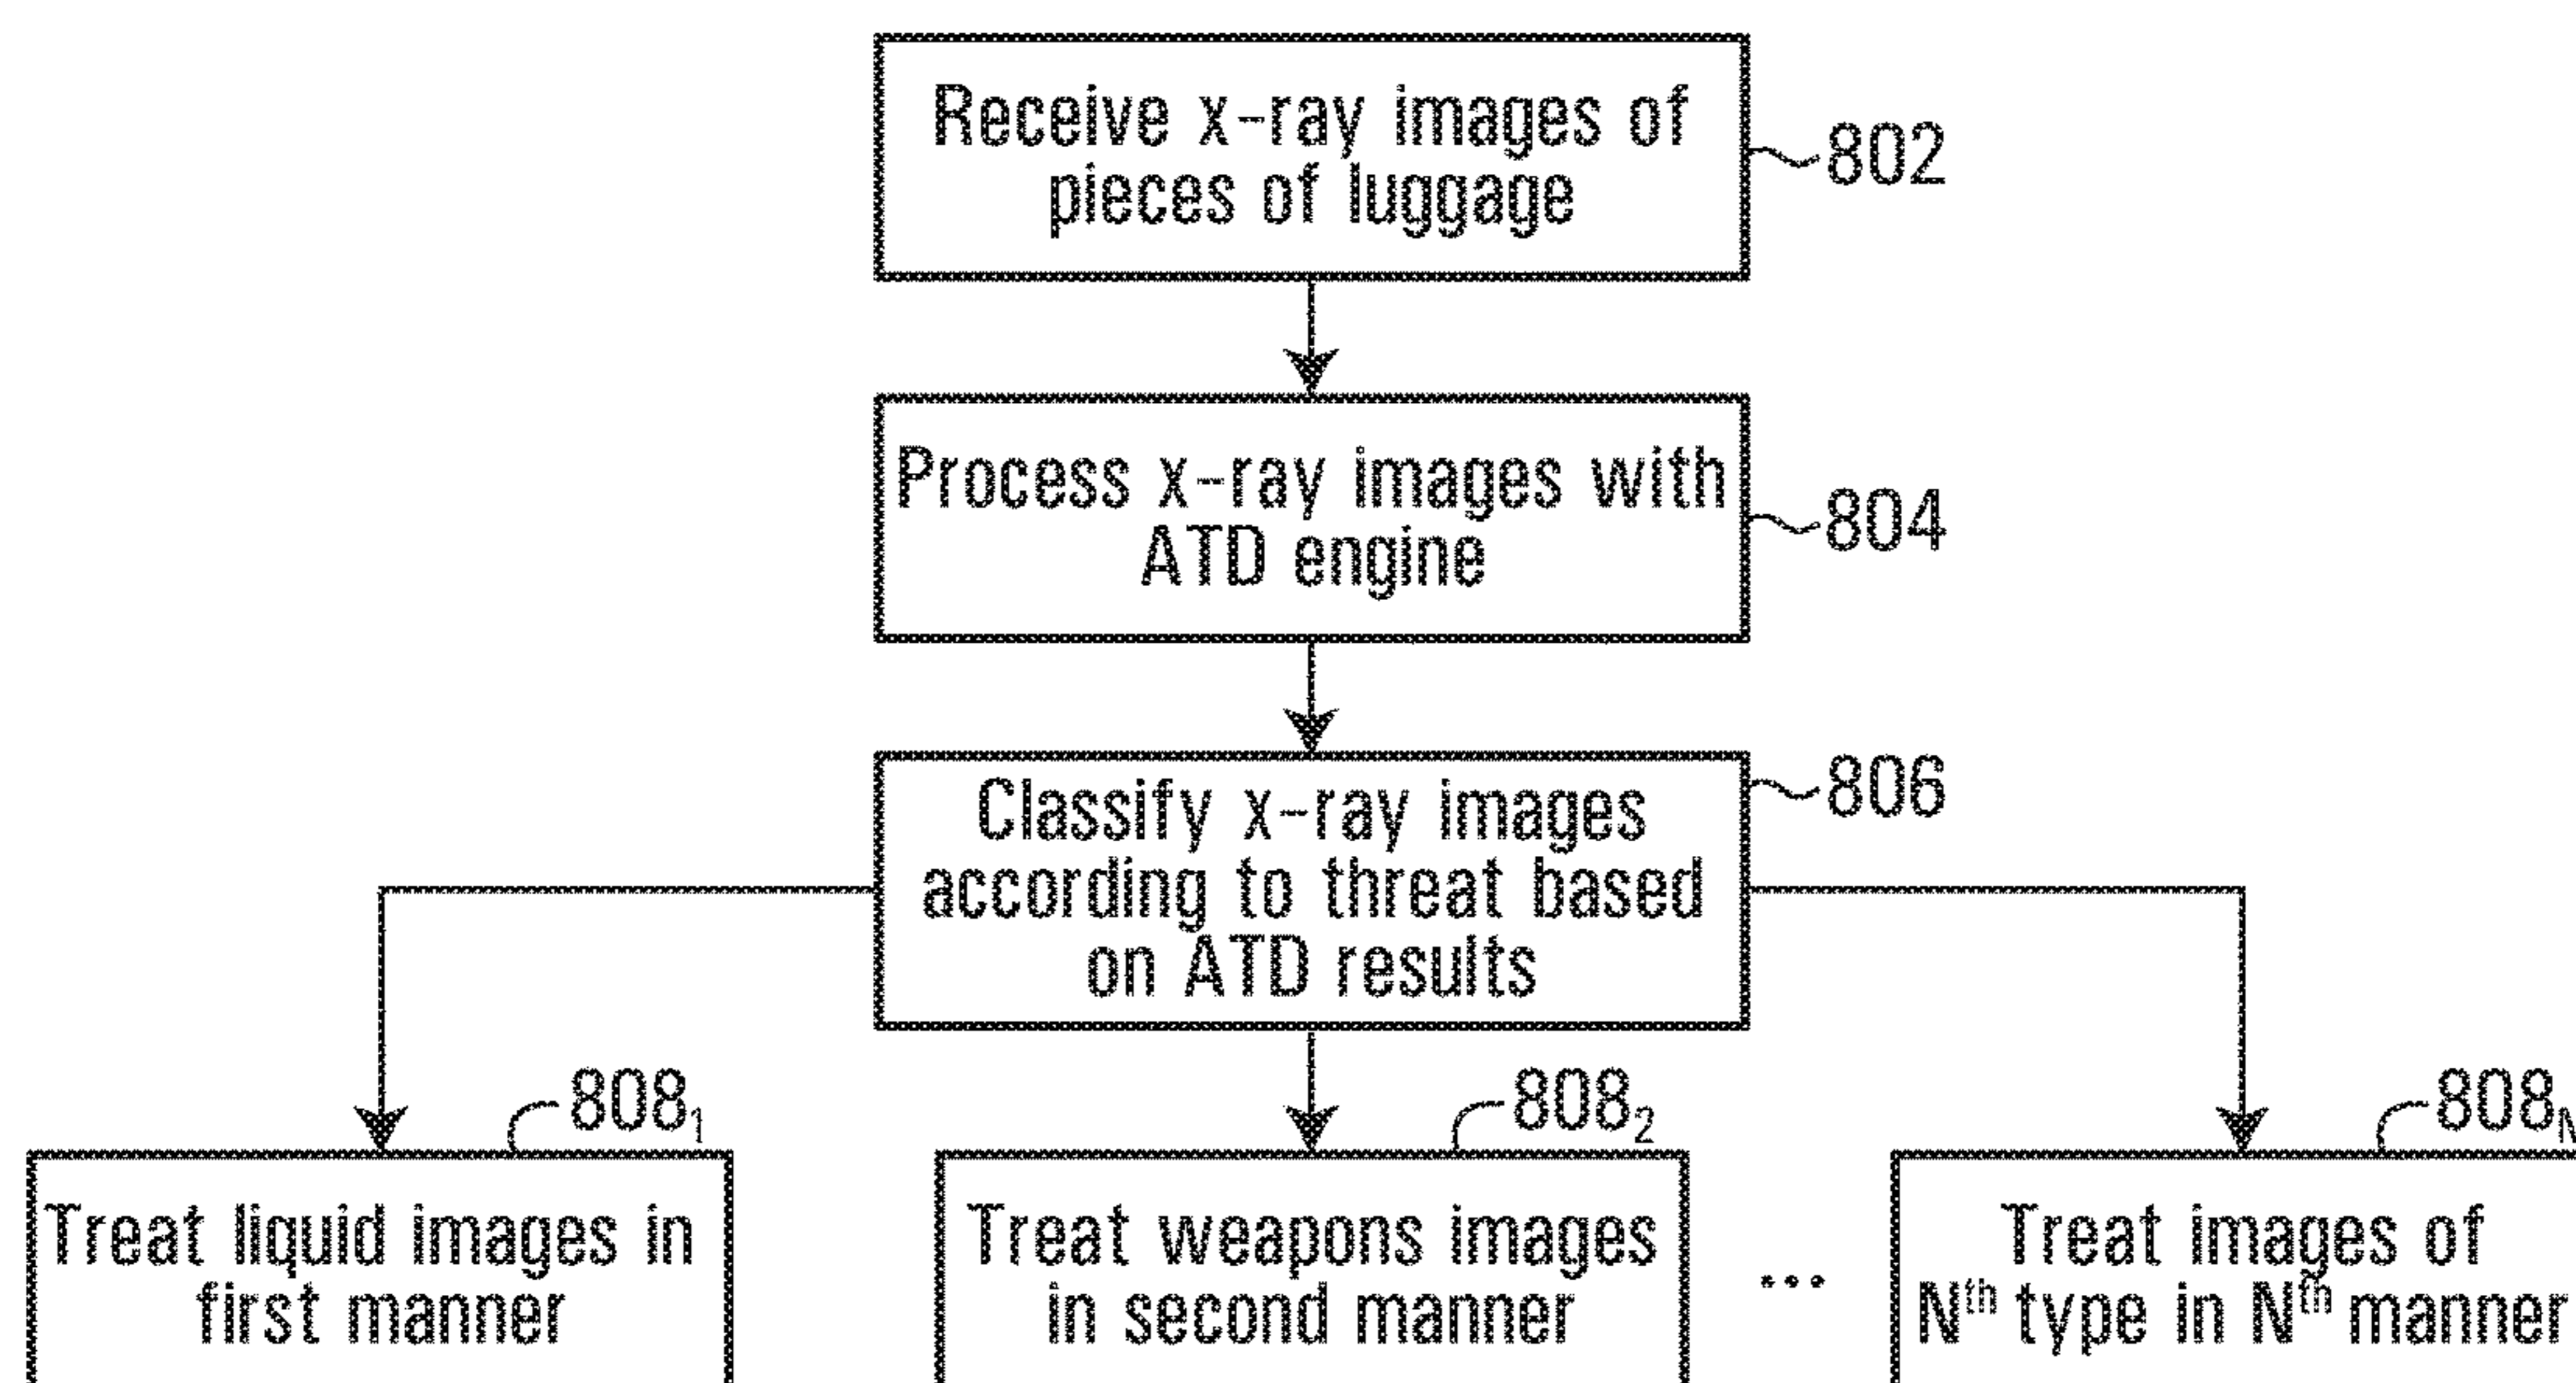 Receive x-ray images of
pieces of luggage
802
Process x-ray images with
ATD engine
804
Classify x-ray images
according to threat based
on ATD results
806
808₁
Treat liquid images in
first manner
808₂
Treat weapons images
in second manner
...
808N
Treat images of
Nth type in Nth manner